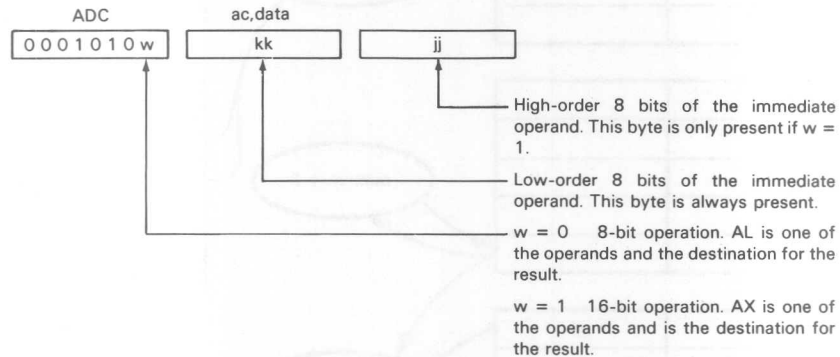 ADC ac,data
0 0 0 1 0 1 0 w kk jj
High-order 8 bits of the immediate
operand. This byte is only present if w =
1.
Low-order 8 bits of the immediate
operand. This byte is always present.
w = 0 8-bit operation. AL is one of
the operands and the destination for the
result.
w = 1 16-bit operation. AX is one of
the operands and is the destination for
the result.